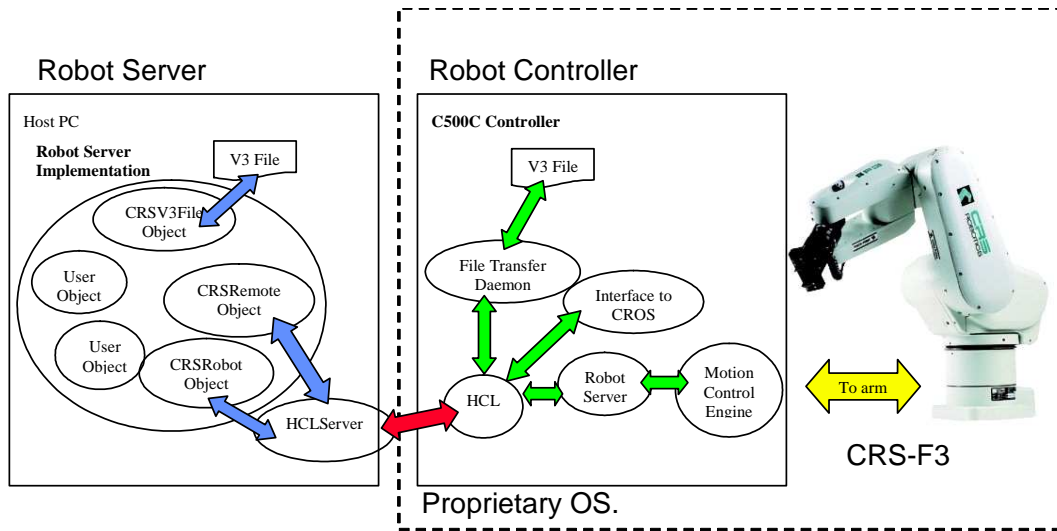 Robot Server
Robot Controller
Host PC
Robot Server
Implementation
V3 File
CRSV3File
Object
User
Object
CRSRemote
Object
User
Object
CRSRobot
Object
HCLServer
C500C Controller
V3 File
File Transfer
Daemon
Interface to
CROS
HCL
Robot
Server
Motion
Control
Engine
Proprietary OS.
CRS
ROBOTICS
To arm
CRS-F3